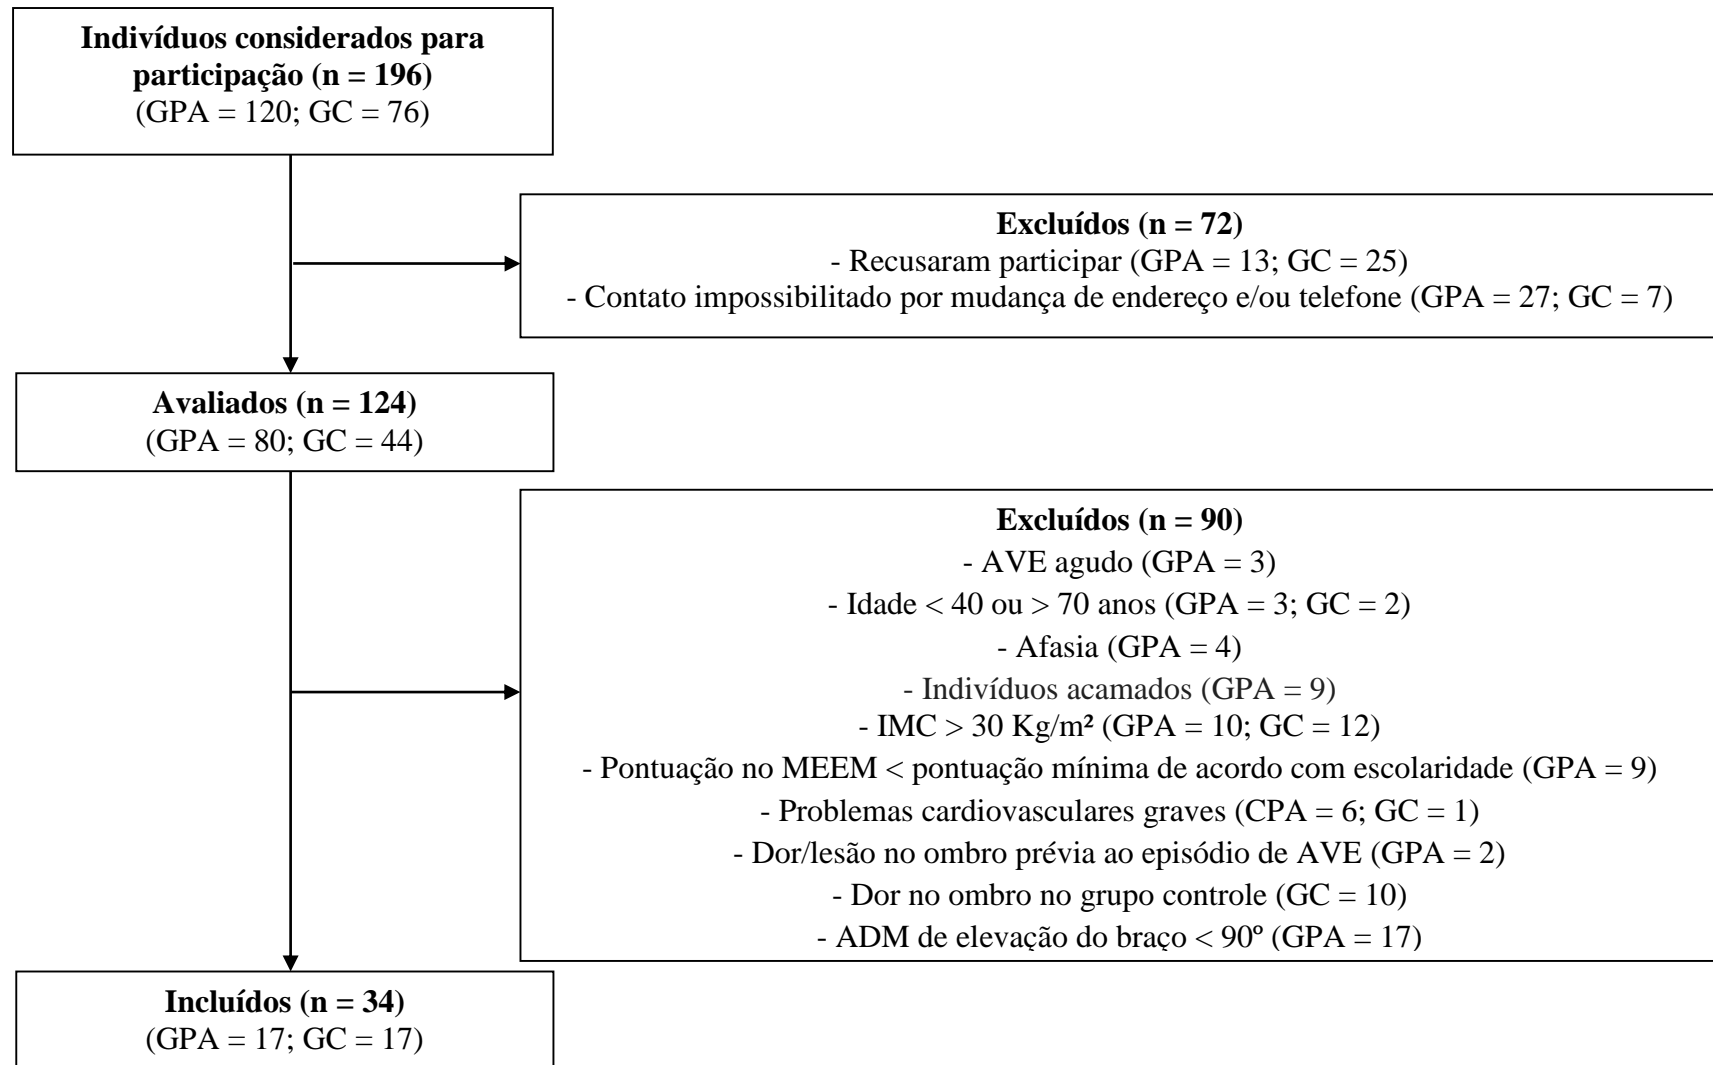 Indivíduos considerados para
participação (n = 196)
(GPA = 120; GC = 76)
Excluídos (n = 72)
- Recusaram participar (GPA = 13; GC = 25)
- Contato impossibilitado por mudança de endereço e/ou telefone (GPA = 27; GC = 7)
Avaliados (n = 124)
(GPA = 80; GC = 44)
Excluídos (n = 90)
- AVE agudo (GPA = 3)
- Idade < 40 ou > 70 anos (GPA = 3; GC = 2)
- Afasia (GPA = 4)
- Indivíduos acamados (GPA = 9)
- IMC > 30 Kg/m² (GPA = 10; GC = 12)
- Pontuação no MEEM < pontuação mínima de acordo com escolaridade (GPA = 9)
- Problemas cardiovasculares graves (CPA = 6; GC = 1)
- Dor/lesão no ombro prévia ao episódio de AVE (GPA = 2)
- Dor no ombro no grupo controle (GC = 10)
- ADM de elevação do braço < 90º (GPA = 17)
Incluídos (n = 34)
(GPA = 17; GC = 17)